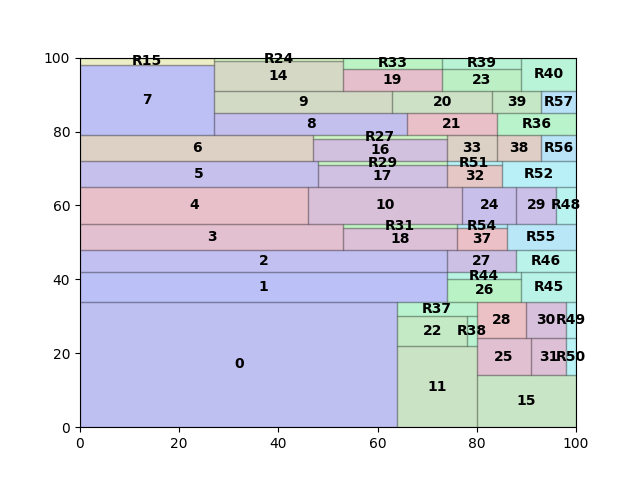 R15 R24 R33 R39
100 R40
14 19 23
7 9 20 39 R57
8 21 R36
80 R27
6 16 33 38 R56
R29 R51
5 17 32 R52
60 4 10 24 29 R48
R31 R54
3 18 37 R55
2 27 R46
40 R44
1 26 R45
R37
28 30 R49
22 R38
20 0 25 31 R50
11 15
0
0 20 40 60 80 100